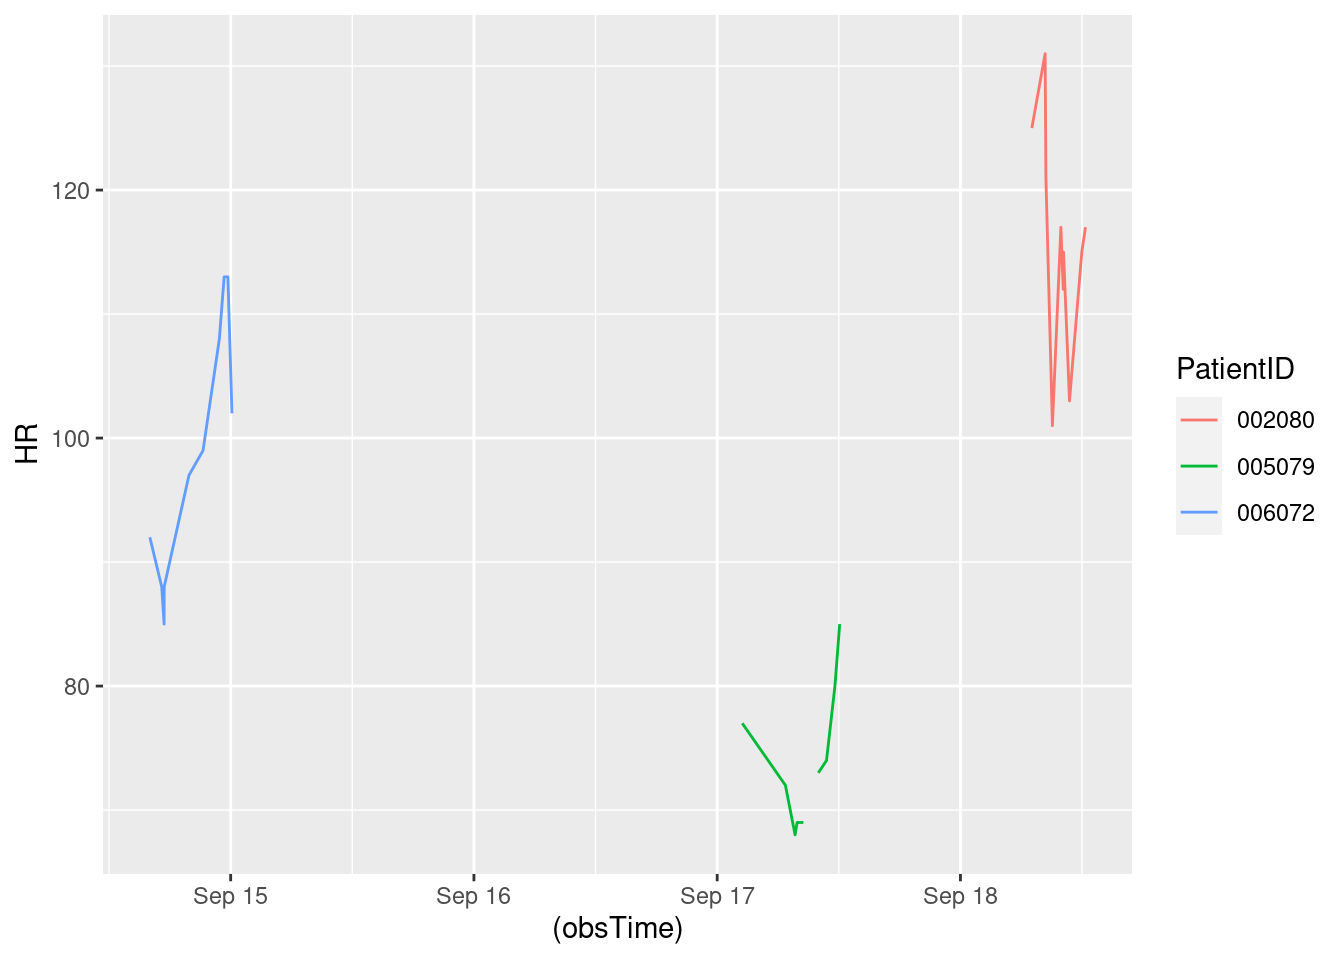 HR
120
100
80
Sep 15
Sep 16
Sep 17
Sep 18
(obsTime)
PatientID
002080
005079
006072